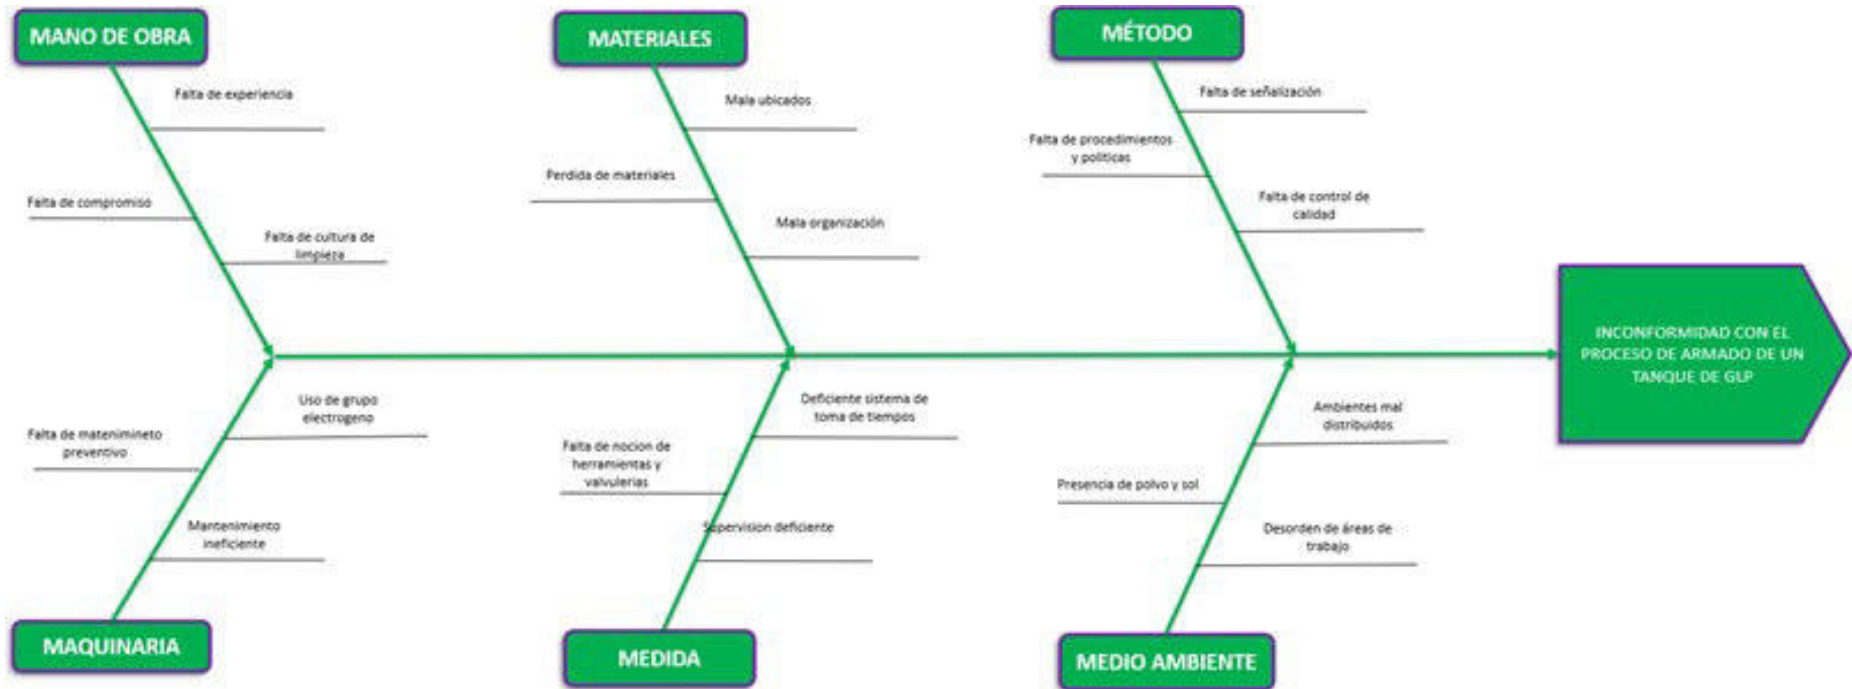 MANO DE OBRA
Falta de experiencia
Falta de compromiso
Falta de cultura de
limpieza
MATERIALES
Mala ubicados
Perdida de materiales
Mala organización
MÉTODO
Falta de señalización
Falta de procedimientos
y politicas
Falta de control de
calidad
INCONFORMIDAD CON EL
PROCESO DE ARMADO DE UN
TANQUE DE GLP
Uso de grupo
electrogeno
Falta de matenimineto
preventivo
Mantenimiento
ineficiente
MAQUINARIA
Deficiente sistema de
toma de tiempos
Falta de nocion de
herramientas y
valvulerias
Supervision deficiente
MEDIDA
Ambientes mal
distribuidos
Presencia de polvo y sol
Desorden de áreas de
trabajo
MEDIO AMBIENTE